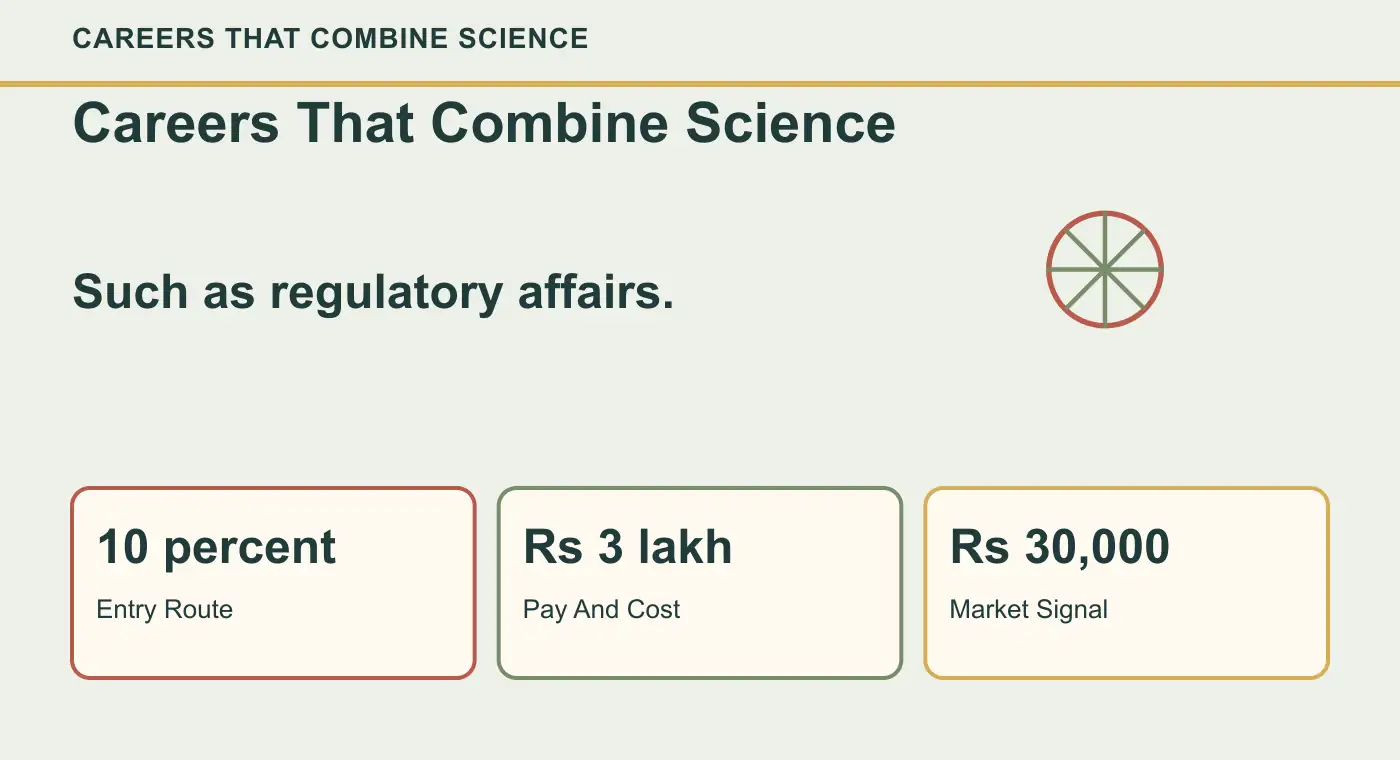 CAREERS THAT COMBINE SCIENCE
Careers That Combine Science
Such as regulatory affairs.
10 percent
Entry Route
Rs 3 lakh
Pay And Cost
Rs 30,000
Market Signal